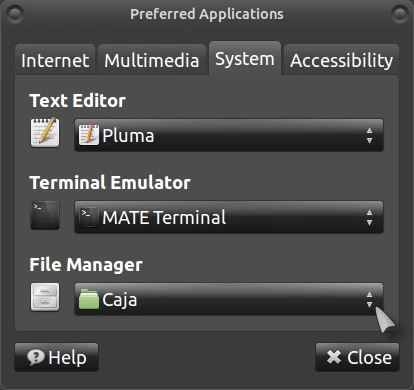 Preferred Applications
Internet Multimedia System Accessibility
Text Editor
Pluma
Terminal Emulator
MATE Terminal
File Manager
Caja
Help Close